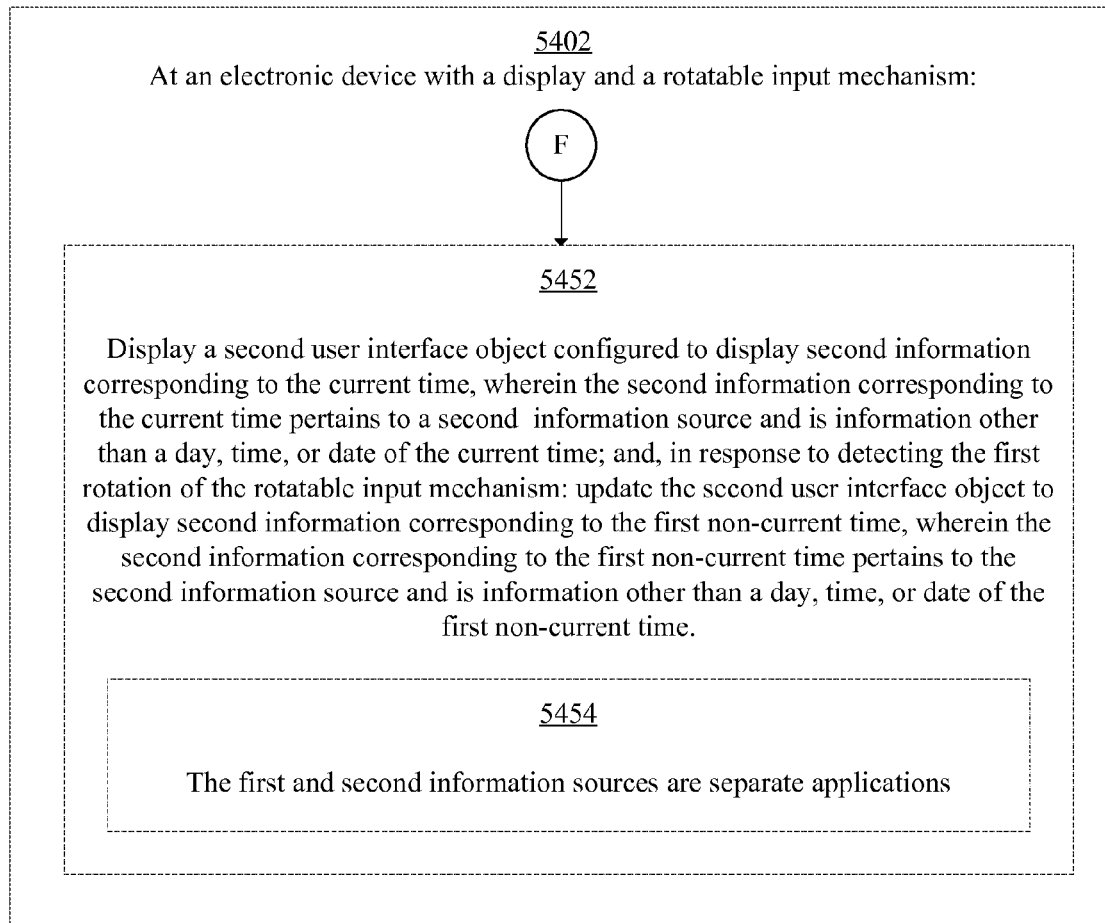 5402
At an electronic device with a display and a rotatable input mechanism:
F
5452
Display a second user interface object configured to display second information
corresponding to the current time, wherein the second information corresponding to
the current time pertains to a second information source and is information other
than a day, time, or date of the current time; and, in response to detecting the first
rotation of the rotatable input mechanism: update the second user interface object to
display second information corresponding to the first non-current time, wherein the
second information corresponding to the first non-current time pertains to the
second information source and is information other than a day, time, or date of the
first non-current time.
5454
The first and second information sources are separate applications